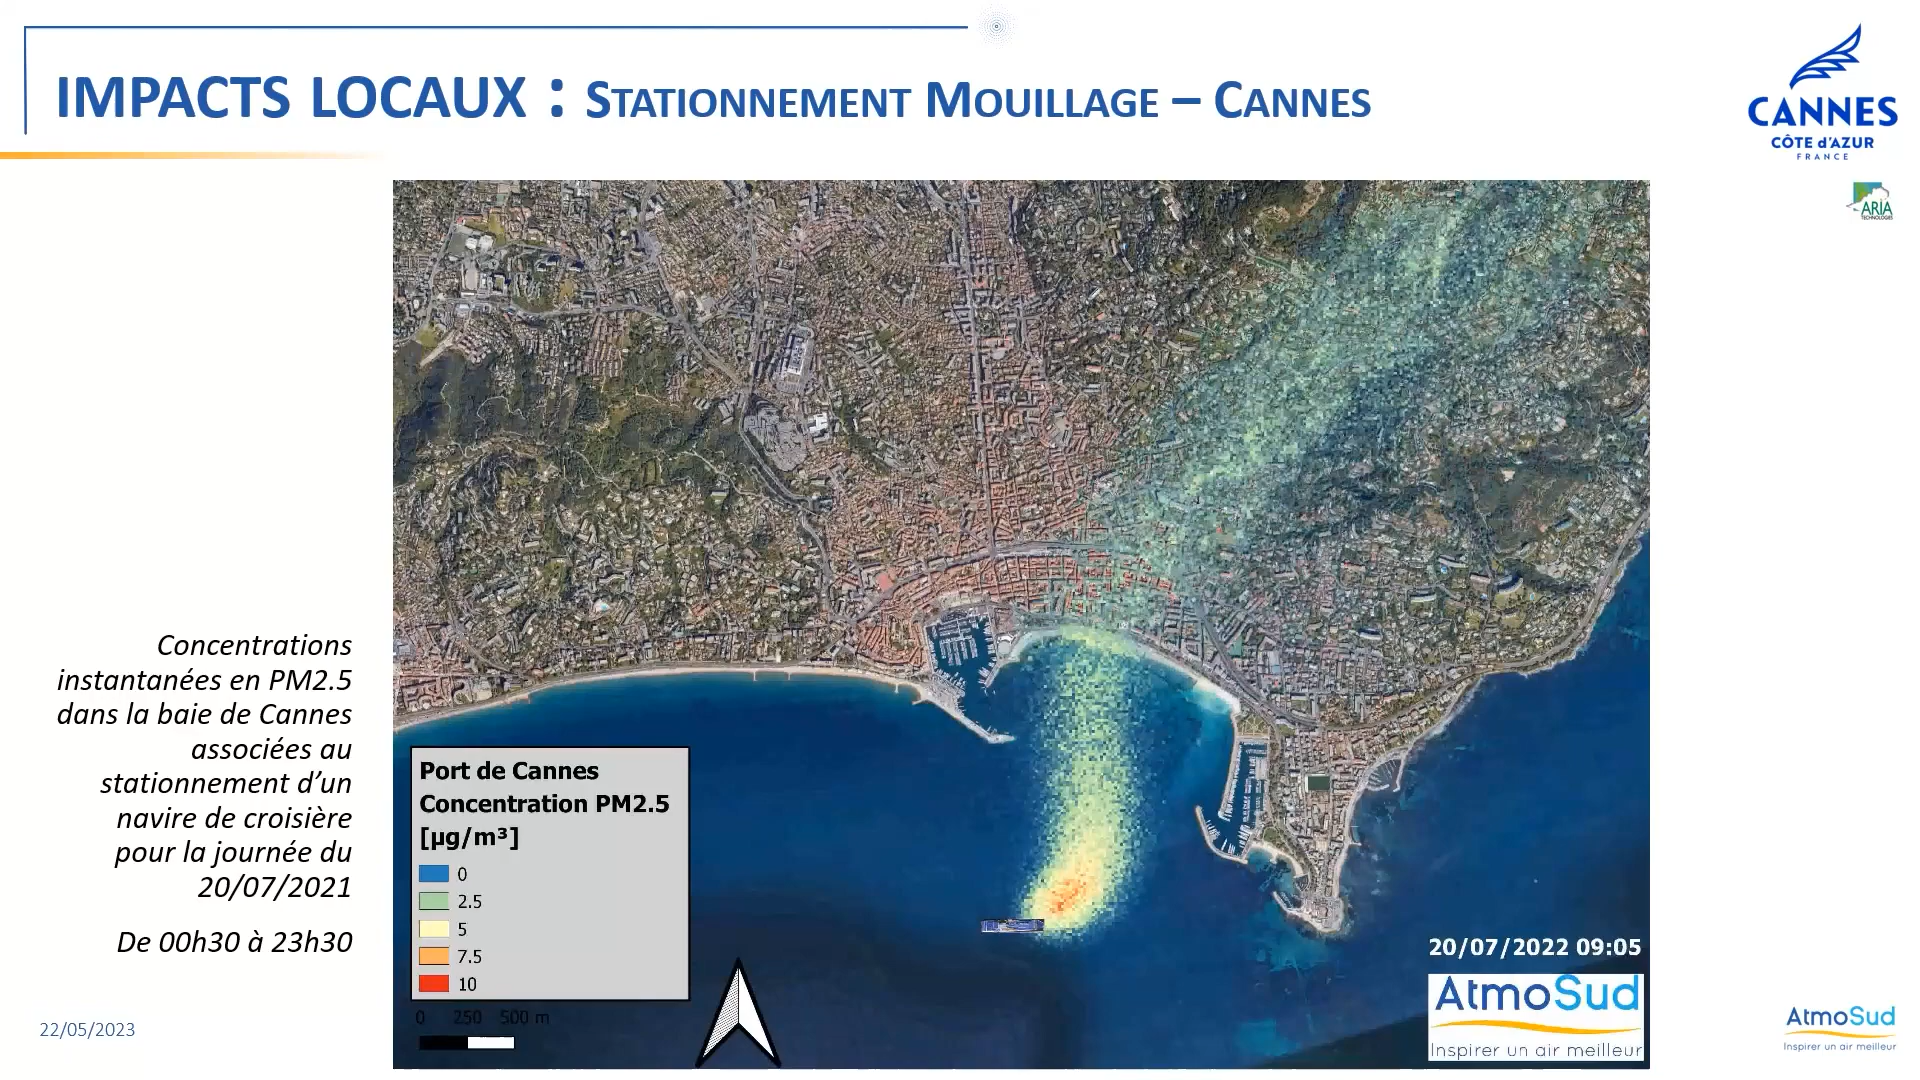 IMPACTS LOCAUX : STATIONNEMENT MOUILLAGE – CANNES
CANNES
CÔTE d'AZUR
FRANCE
ARIA
TECHNOLOGIES
Concentrations
instantanées en PM2.5
dans la baie de Cannes
associées au
stationnement d'un
navire de croisière
pour la journée du
20/07/2021
De 00h30 à 23h30
Port de Cannes
Concentration PM2.5
[µg/m³]
0
2.5
5
7.5
10
0 250 500 m
20/07/2022 09:05
AtmoSud
Inspirer un air meilleur
22/05/2023
AtmoSud
Inspirer un air meilleur